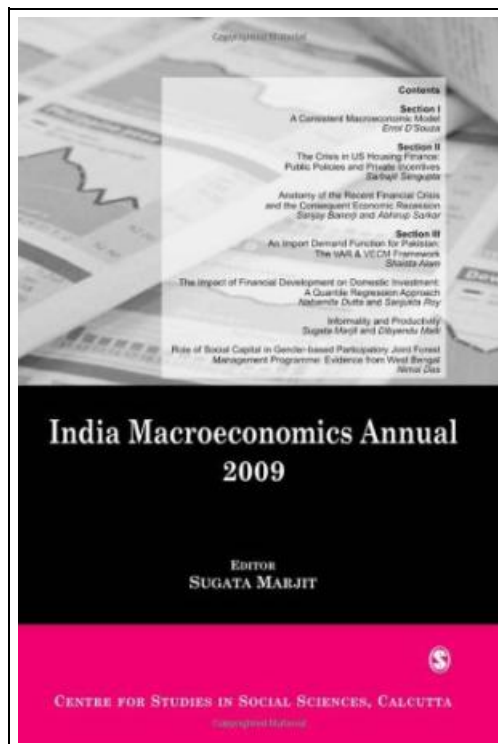 Copyrighted Material
Contents
Section I
A Consistent Macroeconomic Model
Errol D'Souza
Section II
The Crisis in US Housing Finance:
Public Policies and Private Incentives
Sarbajit Sengupta
Anatomy of the Recent Financial Crisis
and the Consequent Economic Recession
Sanjay Banerji and Abhirup Sarkar
Section III
An Import Demand Function for Pakistan:
The VAR & VECM Framework
Shaista Alam
The Impact of Financial Development on Domestic Investment:
A Quantile Regression Approach
Nabamita Dutta and Sanjukta Roy
Informality and Productivity
Sugata Marjit and Dibyendu Maiti
Role of Social Capital in Gender-based Participatory Joint Forest
Management Programme: Evidence from West Bengal
Nimai Das
India Macroeconomics Annual
2009
EDITOR
SUGATA MARJIT
S
CENTRE FOR STUDIES IN SOCIAL SCIENCES, CALCUTTA
Copyrighted Material